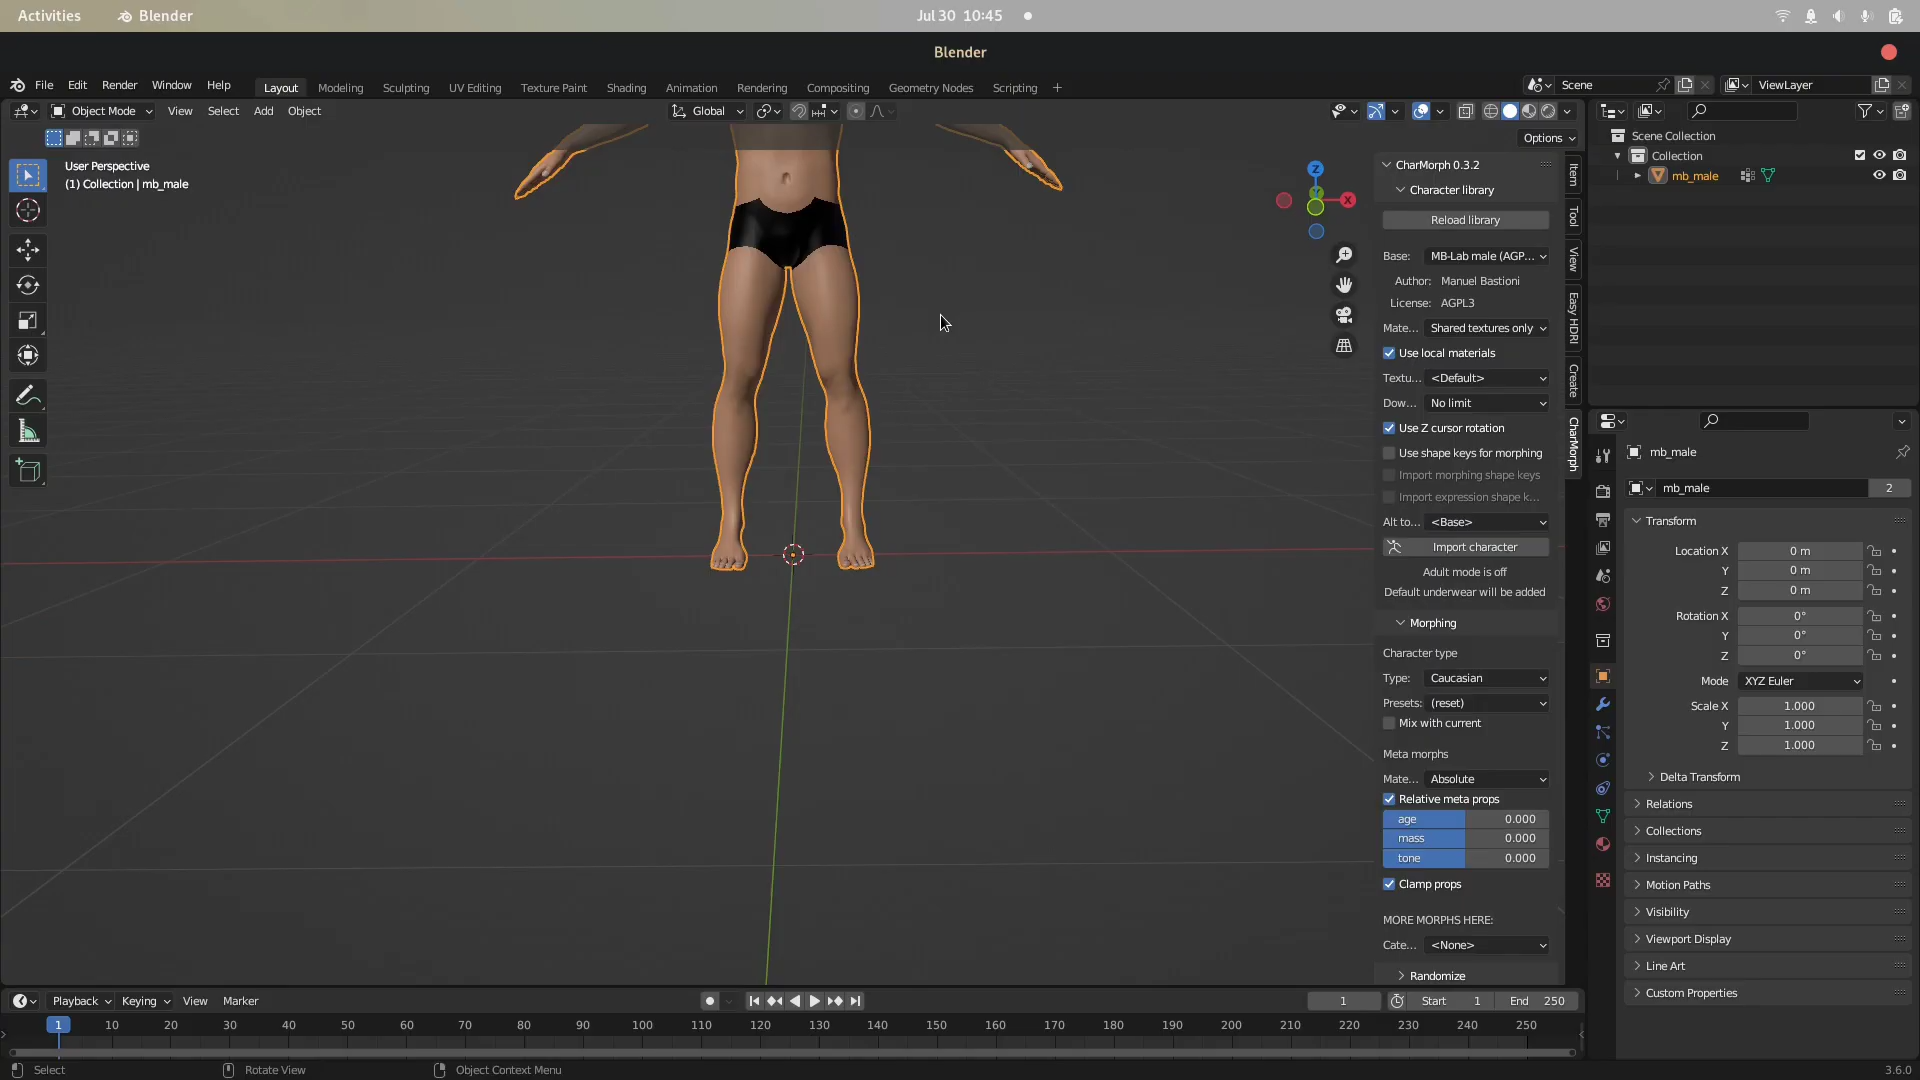 Activities Blender Jul 30 10:45
Blender
File Edit Render Window Help Layout Modeling Sculpting UV Editing Texture Paint Shading Animation Rendering Compositing Geometry Nodes Scripting + Scene ViewLayer
Object Mode View Select Add Object Global
Options
User Perspective
(1) Collection | mb_male
Z
Y
X
CharMorph 0.3.2
Character library
Reload library
Base: MB-Lab male (AGP...
Author: Manuel Bastioni
License: AGPL3
Mate... Shared textures only
Use local materials
Textu... <Default>
Dow... No limit
Use Z cursor rotation
Use shape keys for morphing
Import morphing shape keys
Import expression shape k...
Alt to... <Base>
Import character
Adult mode is off
Default underwear will be added
Morphing
Character type
Type: Caucasian
Presets: (reset)
Mix with current
Meta morphs
Mate... Absolute
Relative meta props
age 0.000
mass 0.000
tone 0.000
Clamp props
MORE MORPHS HERE:
Cate... <None>
Randomize
Item
Tool
View
Easy HDRI
Create
CharMorph
Scene Collection
Collection
mb_male
mb_male
mb_male 2
Transform
Location X 0 m
Y 0 m
Z 0 m
Rotation X 0°
Y 0°
Z 0°
Mode XYZ Euler
Scale X 1.000
Y 1.000
Z 1.000
Delta Transform
Relations
Collections
Instancing
Motion Paths
Visibility
Viewport Display
Line Art
Custom Properties
Playback Keying View Marker 1 Start 1 End 250
1 10 20 30 40 50 60 70 80 90 100 110 120 130 140 150 160 170 180 190 200 210 220 230 240 250
Select Rotate View Object Context Menu 3.6.0